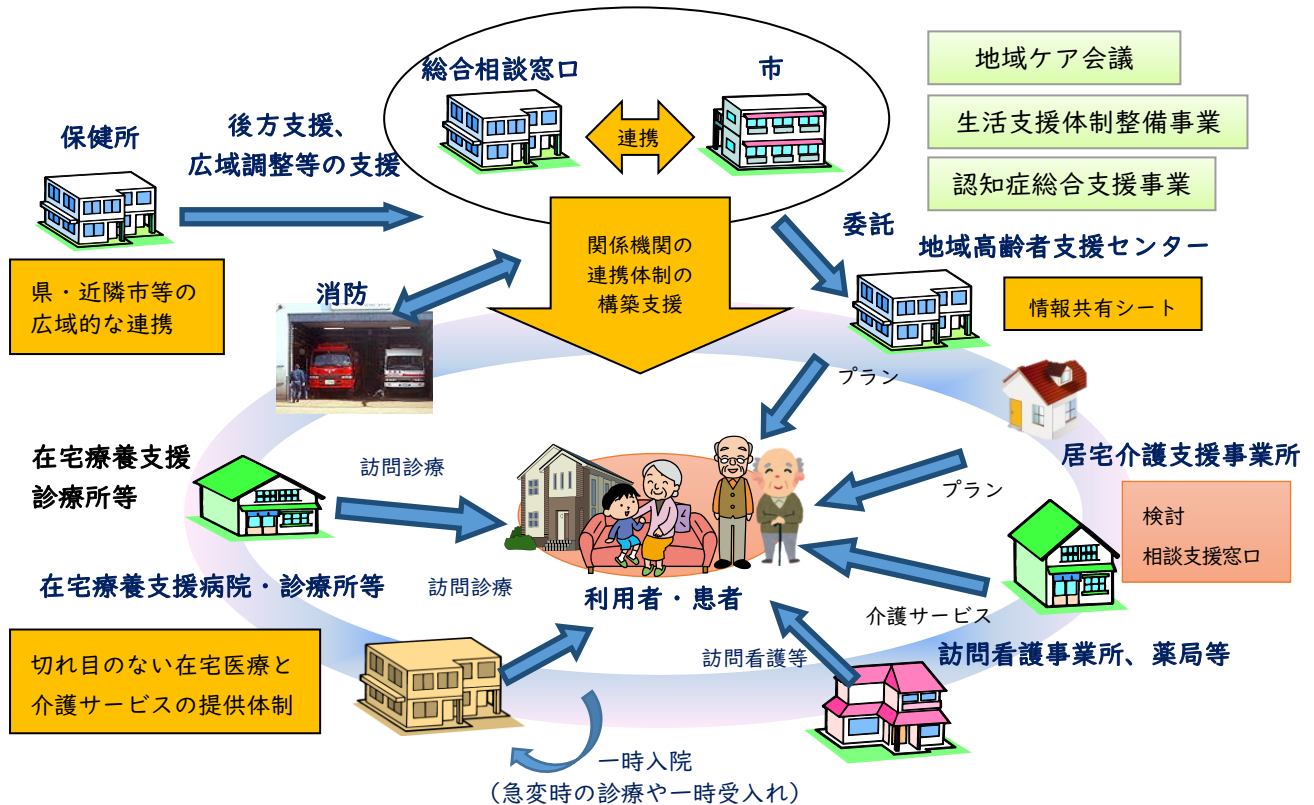 総合相談窓口
市
連携
地域ケア会議
生活支援体制整備事業
認知症総合支援事業
保健所
後方支援、
広域調整等の支援
関係機関の
連携体制の
構築支援
委託
地域高齢者支援センター
情報共有シート
県・近隣市等の
広域的な連携
消防
プラン
在宅療養支援
診療所等
訪問診療
居宅介護支援事業所
プラン
検討
相談支援窓口
在宅療養支援病院・診療所等
訪問診療
利用者・患者
介護サービス
切れ目のない在宅医療と
介護サービスの提供体制
訪問看護等
訪問看護事業所、薬局等
一時入院
（急変時の診療や一時受入れ）